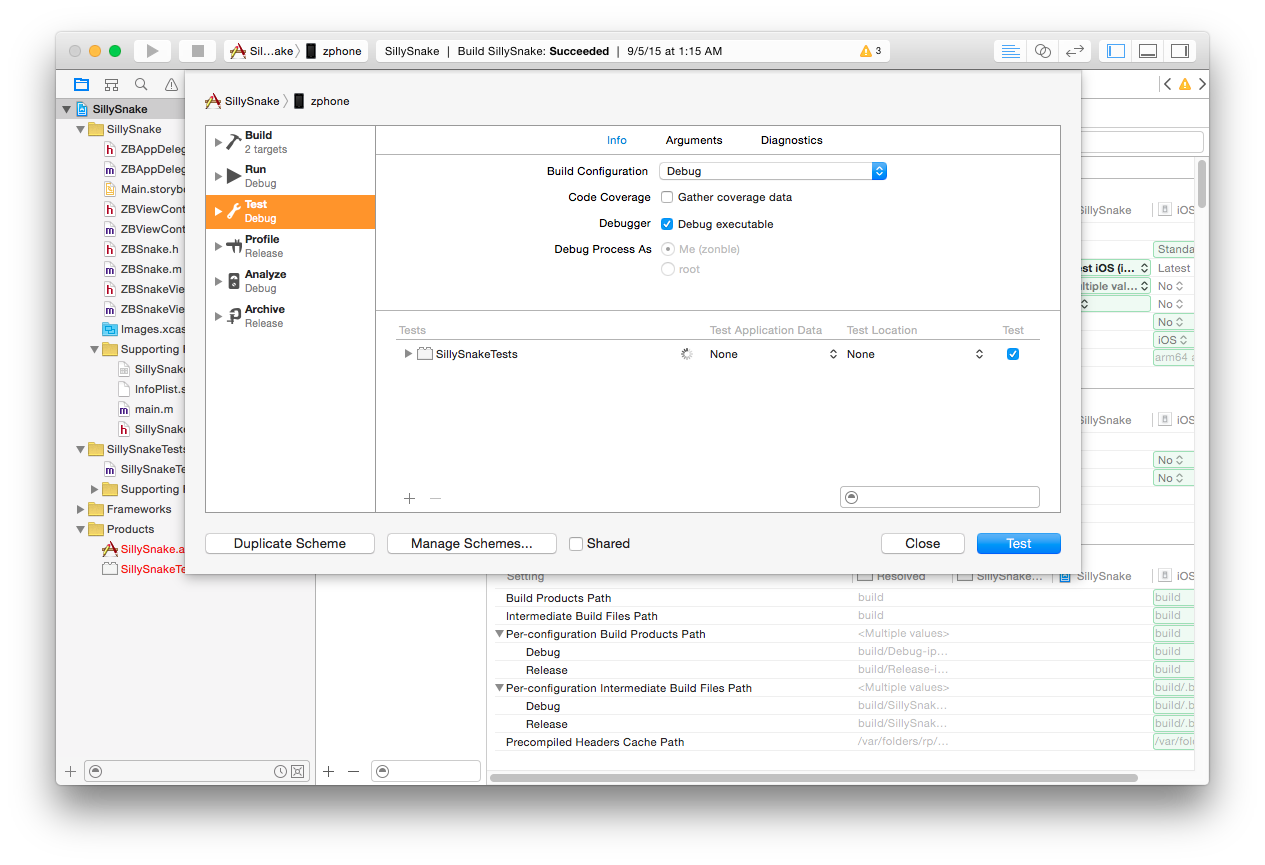 Sil…ake zphone SillySnake | Build SillySnake: Succeeded | 9/5/15 at 1:15 AM 3
SillySnake zphone
SillySnake
SillySnake
h ZBAppDeleg
m ZBAppDeleg
Main.storybo
h ZBViewCont
m ZBViewCont
h ZBSnake.h
m ZBSnake.m
h ZBSnakeVie
m ZBSnakeVie
Images.xcas
Supporting
SillySnake
InfoPlist.s
m main.m
h SillySnake
SillySnakeTests
m SillySnakeTe
Supporting
Frameworks
Products
SillySnake.a
SillySnakeTe
Build
2 targets
Run
Debug
Test
Debug
Profile
Release
Analyze
Debug
Archive
Release
Info Arguments Diagnostics
Build Configuration Debug
Code Coverage Gather coverage data
Debugger Debug executable
Debug Process As Me (zonble)
root
Tests Test Application Data Test Location Test
SillySnakeTests None None
Duplicate Scheme Manage Schemes... Shared Close Test
SillySnake iOS
Standa
est iOS (i... Latest
ultiple val... No
No
No
iOS
arm64 a
SillySnake iOS
No
No
Setting Resolved SillySnake... SillySnake iOS
Build Products Path build build
Intermediate Build Files Path build build
Per-configuration Build Products Path <Multiple values> build
Debug build/Debug-ip... build
Release build/Release-i... build
Per-configuration Intermediate Build Files Path <Multiple values> build/.b
Debug build/SillySnak... build/.b
Release build/SillySnak... build/.b
Precompiled Headers Cache Path /var/folders/rp/... /var/fol